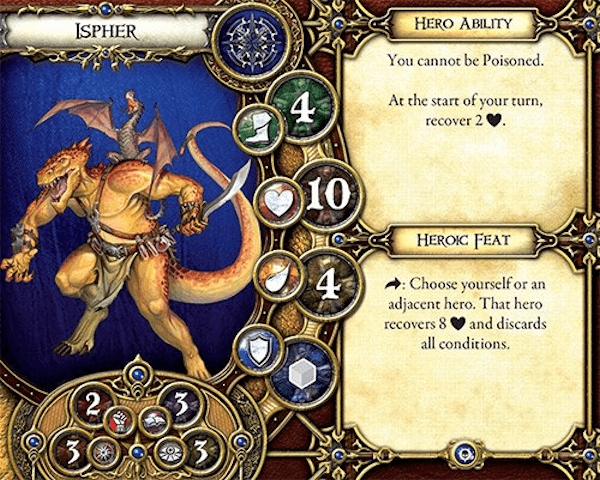 Ispher
4
10
4
2
3
3
3
Hero Ability
You cannot be Poisoned.
At the start of your turn,
recover 2 ♥.
Heroic Feat
: Choose yourself or an
adjacent hero. That hero
recovers 8 ♥ and discards
all conditions.